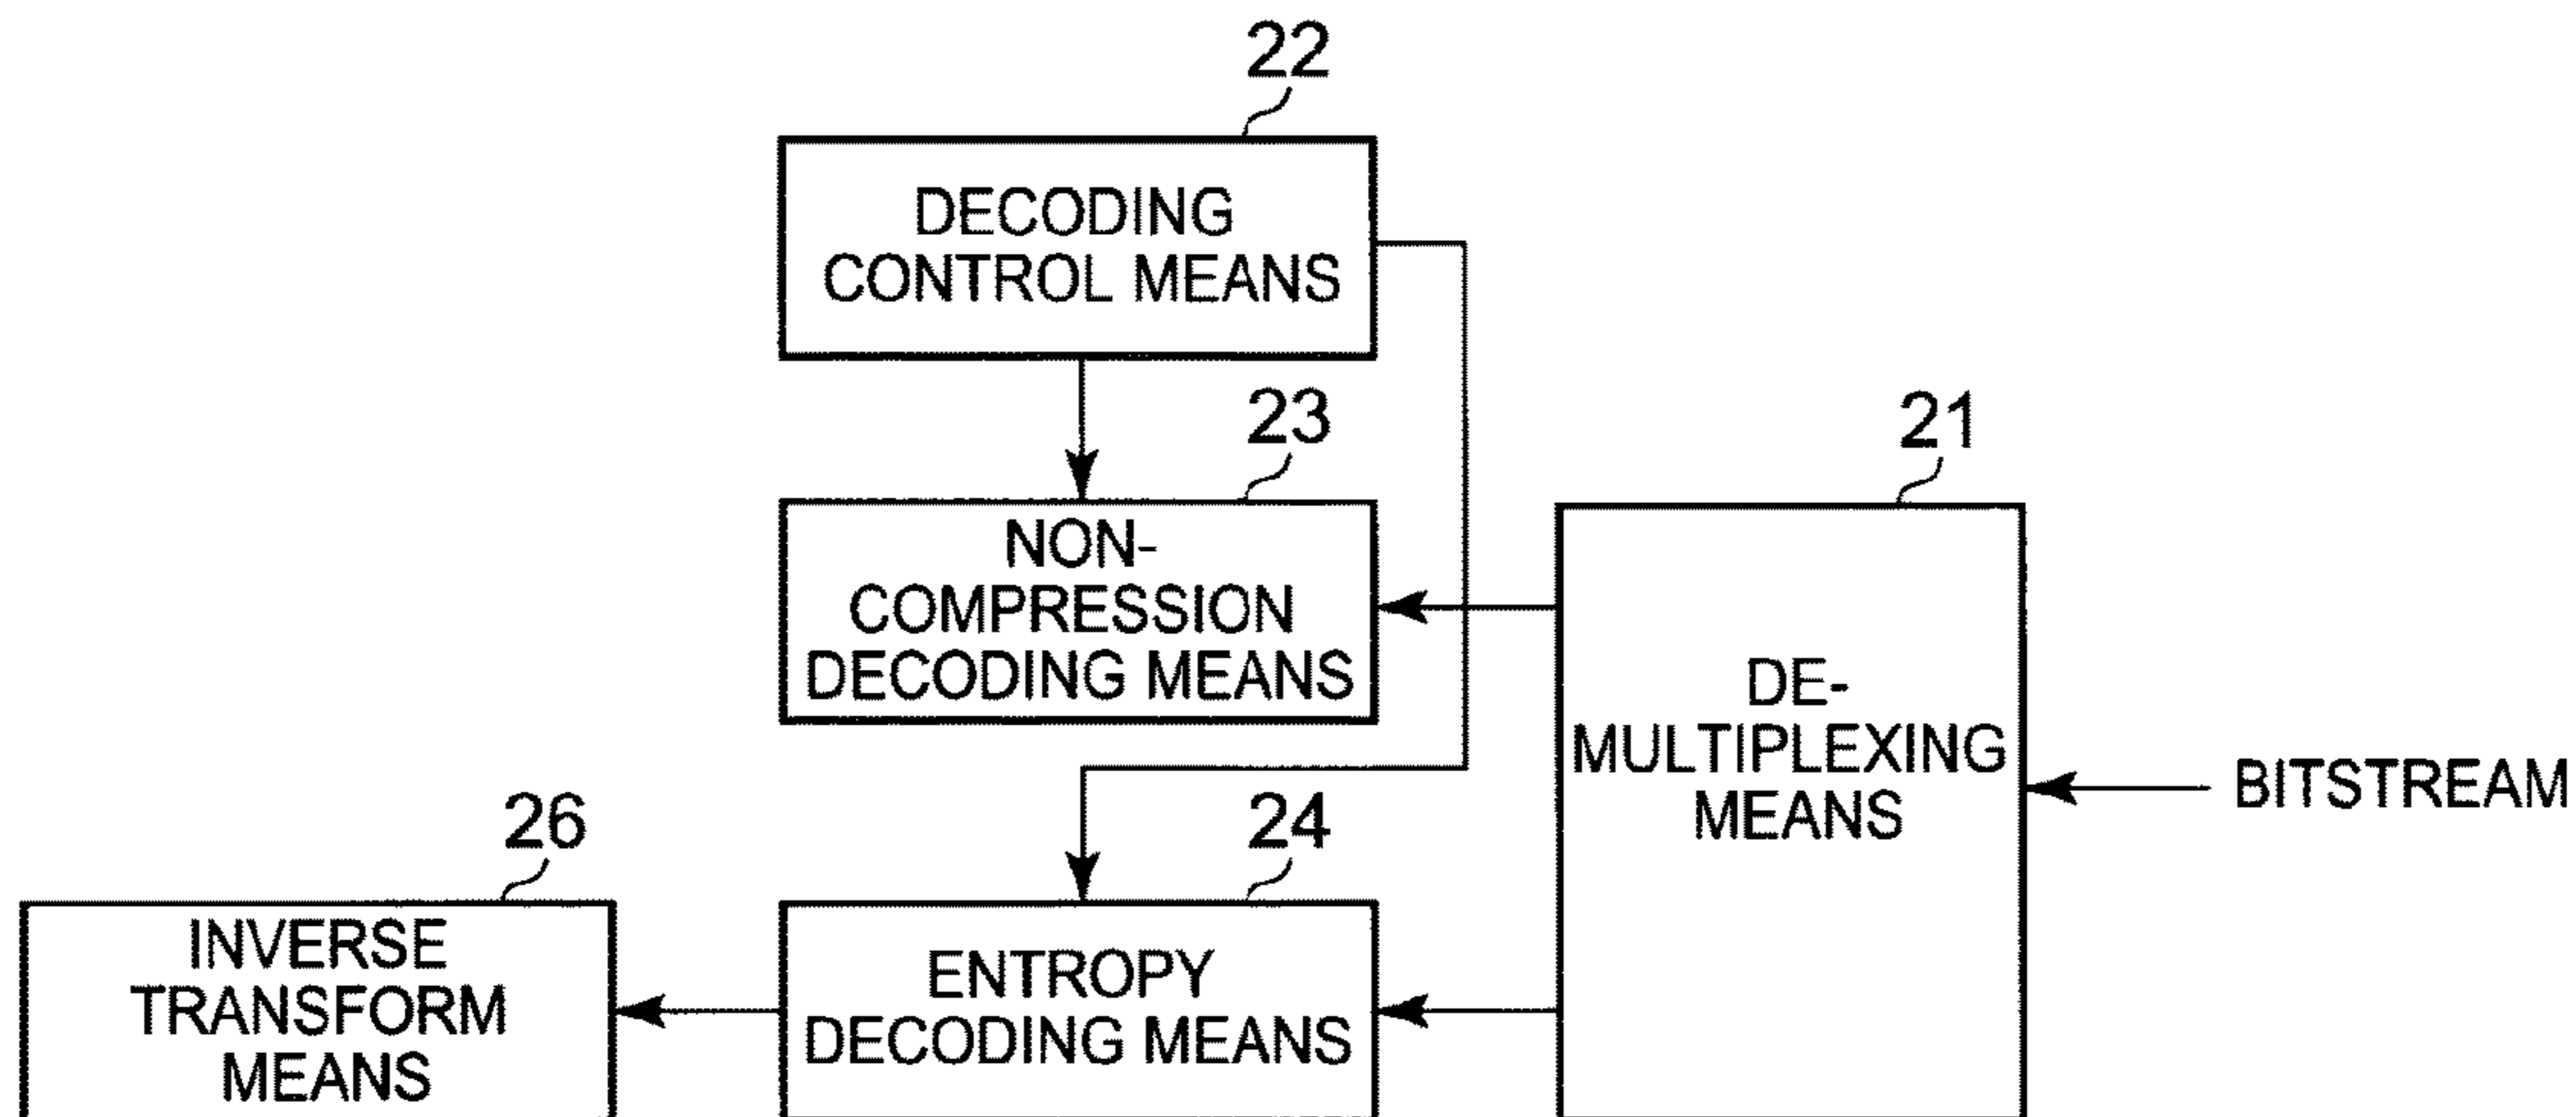 22
DECODING
CONTROL MEANS
23
NON-
COMPRESSION
DECODING MEANS
21
DE-
MULTIPLEXING
MEANS
BITSTREAM
26
INVERSE
TRANSFORM
MEANS
24
ENTROPY
DECODING MEANS